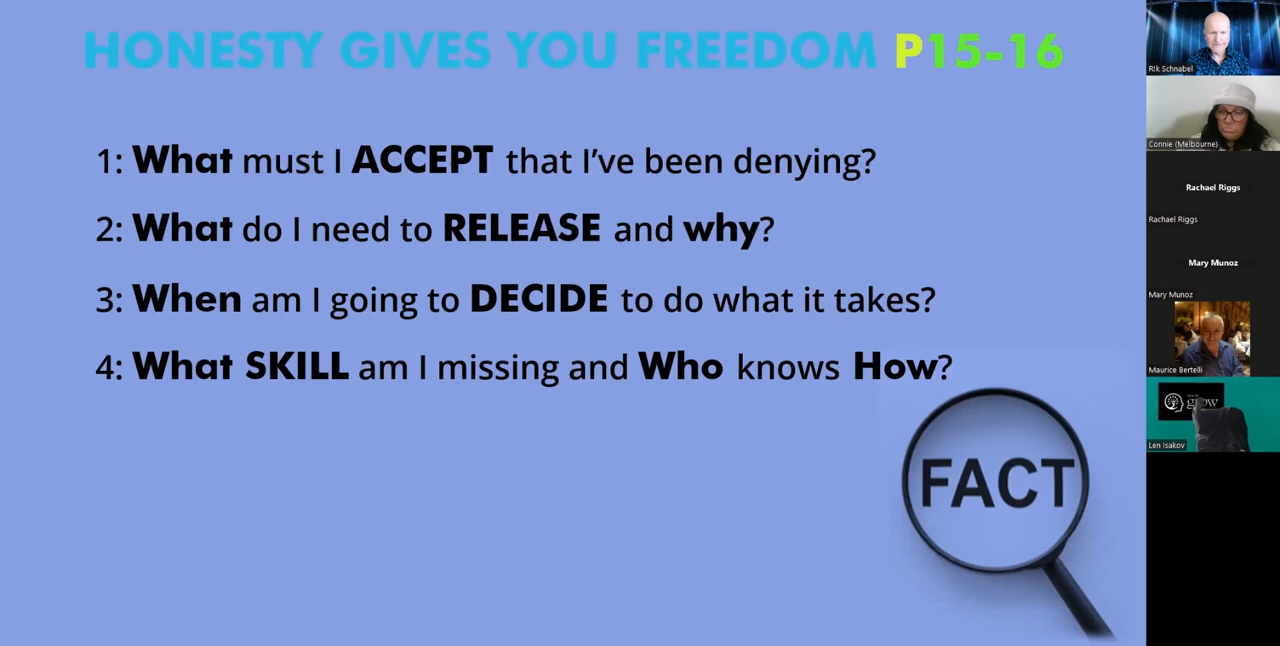 HONESTY GIVES YOU FREEDOM P15-16
1: What must I ACCEPT that I’ve been denying?
2: What do I need to RELEASE and why?
3: When am I going to DECIDE to do what it takes?
4: What SKILL am I missing and Who knows How?
FACT
Rik Schnabel
Connie (Melbourne)
Rachael Riggs
Rachael Riggs
Mary Munoz
Mary Munoz
Maurice Bertelli
grow
Len Isakov